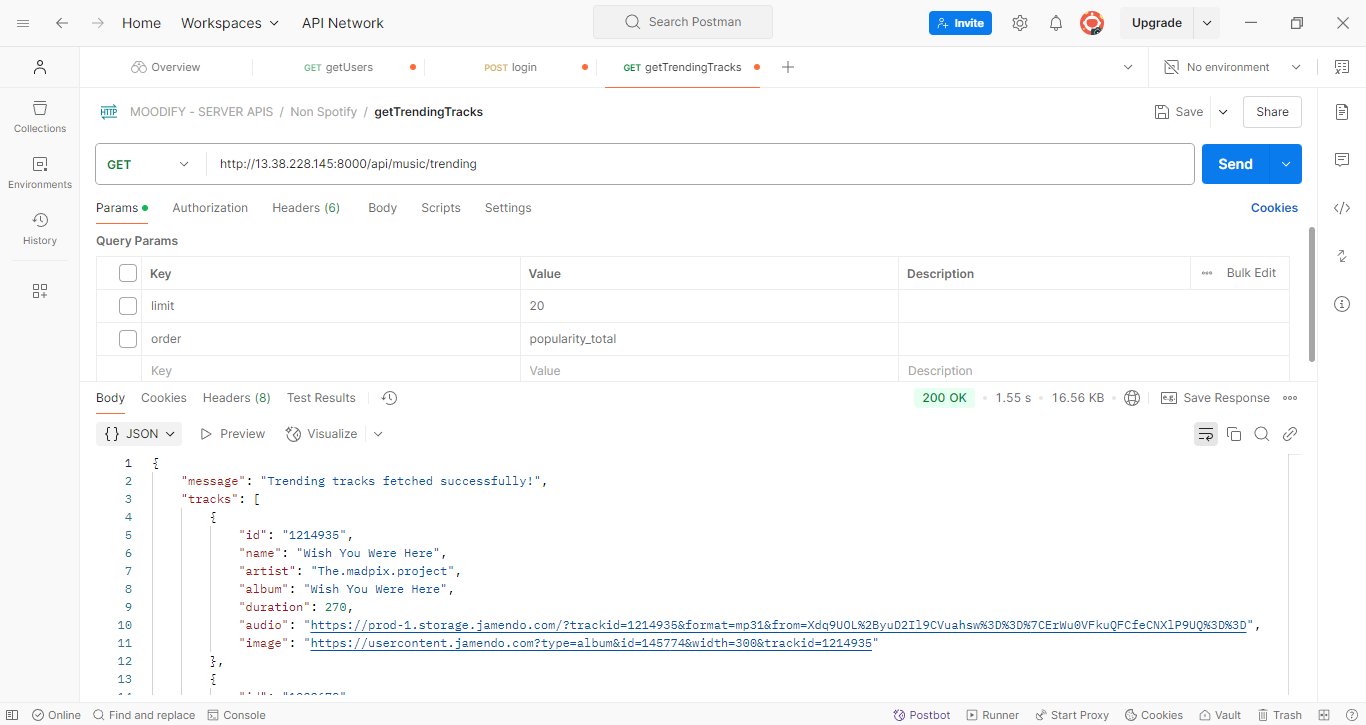 Home Workspaces API Network Search Postman Invite Upgrade
Overview GET getUsers POST login GET getTrendingTracks No environment
HTTP MOODIFY - SERVER APIS / Non Spotify / getTrendingTracks Save Share
GET http://13.38.228.145:8000/api/music/trending Send
Params Authorization Headers (6) Body Scripts Settings Cookies
Query Params
Key Value Description Bulk Edit
limit 20
order popularity_total
Key Value Description
Collections
Environments
History
Body Cookies Headers (8) Test Results 200 OK 1.55 s 16.56 KB e.g. Save Response
{} JSON Preview Visualize
1 {
2 "message": "Trending tracks fetched successfully!",
3 "tracks": [
4 {
5 "id": "1214935",
6 "name": "Wish You Were Here",
7 "artist": "The.madpix.project",
8 "album": "Wish You Were Here",
9 "duration": 270,
10 "audio": "https://prod-1.storage.jamendo.com/?trackid=1214935&format=mp31&from=Xdq9UOL%2ByuD2Il9CVuahsw%3D%3D%7CErWu0VFkuQFCfeCNXlP9UQ%3D%3D",
11 "image": "https://usercontent.jamendo.com?type=album&id=145774&width=300&trackid=1214935"
12 },
13 {
Online Find and replace Console Postbot Runner Start Proxy Cookies Vault Trash